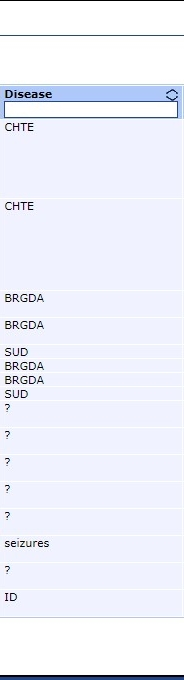 Disease
CHTE
CHTE
BRGDA
BRGDA
SUD
BRGDA
BRGDA
SUD
?
?
?
?
?
seizures
?
ID